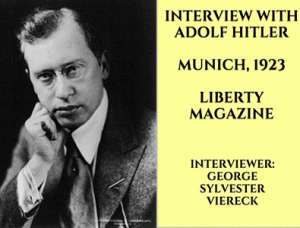 INTERVIEW WITH
ADOLF HITLER
MUNICH, 1923
LIBERTY
MAGAZINE
INTERVIEWER:
GEORGE
SYLVESTER
VIERECK